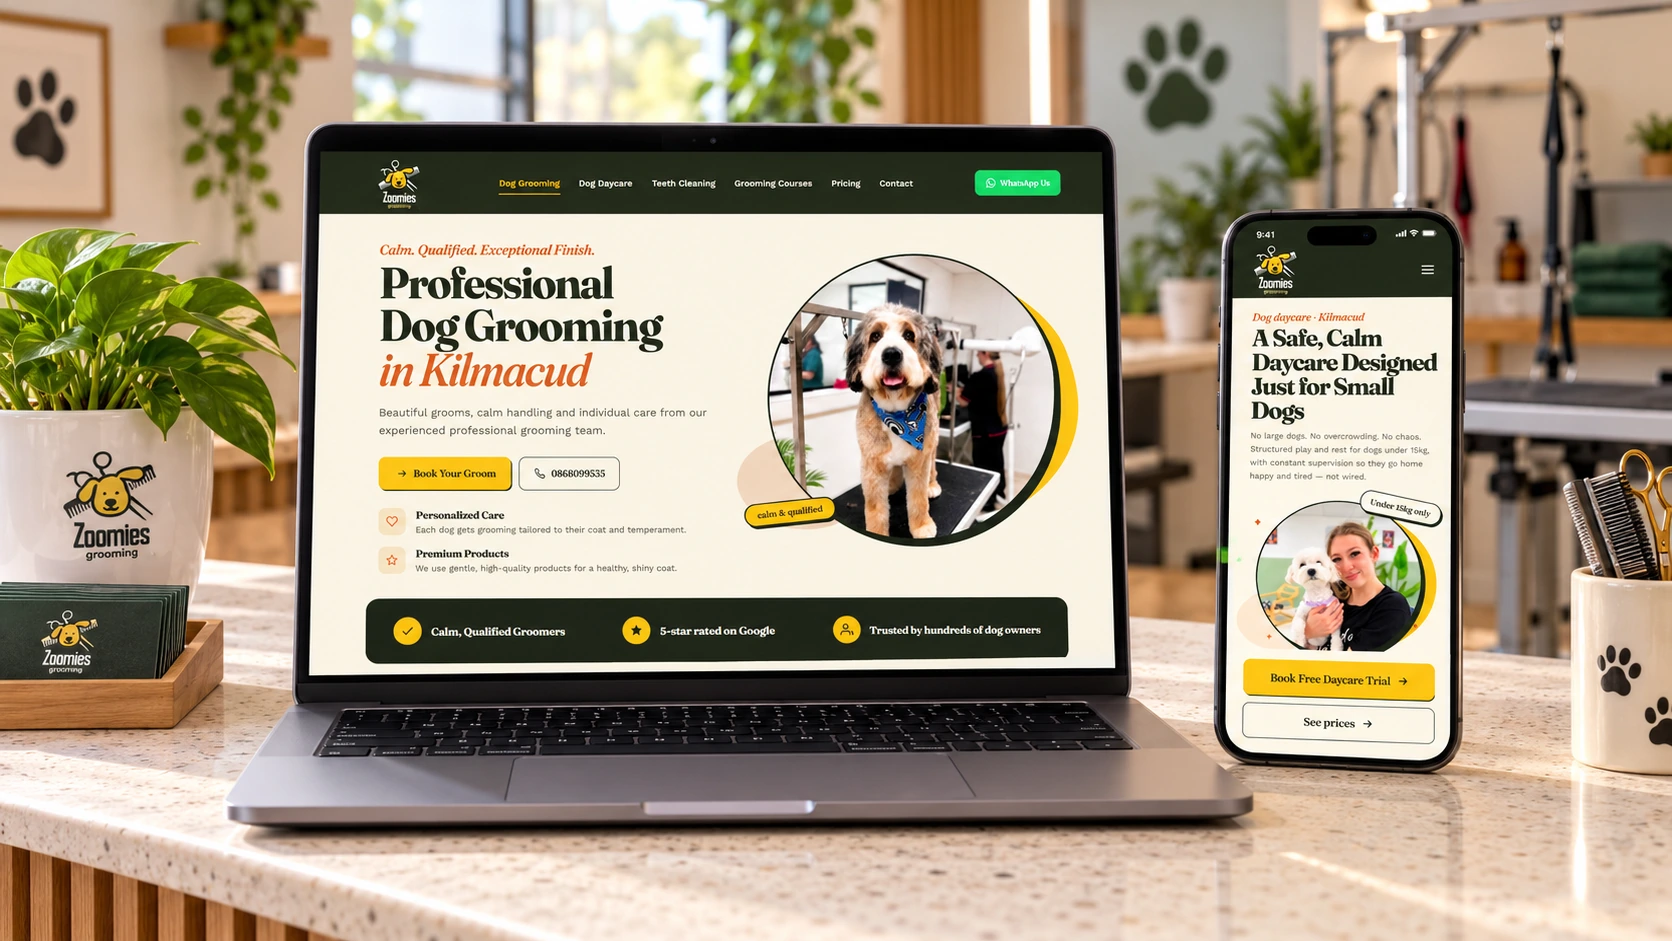 Zoomies
grooming
Dog Grooming
Dog Daycare
Teeth Cleaning
Grooming Courses
Pricing
Contact
WhatsApp Us
Calm. Qualified. Exceptional Finish.
Professional
Dog Grooming
in Kilmacud
Beautiful grooms, calm handling and individual care from our
experienced professional grooming team.
→ Book Your Groom
0868099535
Personalized Care
Each dog gets grooming tailored to their coat and temperament.
Premium Products
We use gentle, high-quality products for a healthy, shiny coat.
calm & qualified
Calm, Qualified Groomers
5-star rated on Google
Trusted by hundreds of dog owners
9:41
Zoomies
grooming
Dog daycare · Kilmacud
A Safe, Calm
Daycare Designed
Just for Small
Dogs
No large dogs. No overcrowding. No chaos.
Structured play and rest for dogs under 15kg,
with constant supervision so they go home
happy and tired — not wired.
Under 15kg only
Book Free Daycare Trial →
See prices →
Zoomies
grooming
Zoomies
grooming